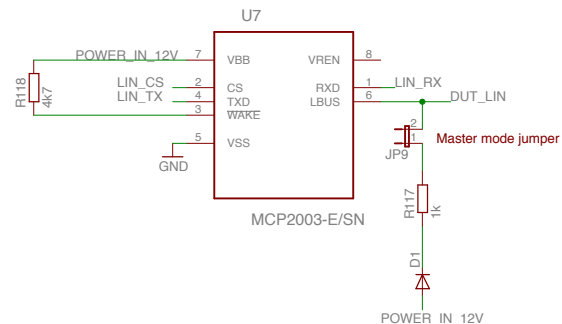 U7
POWER_IN_12V 7 VBB VREN 8
LIN_CS 2 CS RXD 1 LIN_RX
LIN_TX 4 TXD LBUS 6 DUT_LIN
3 WAKE
R118 4k7
5 VSS
GND
2
1
JP9
Master mode jumper
MCP2003-E/SN
R117 1k
D1
POWER_IN_12V